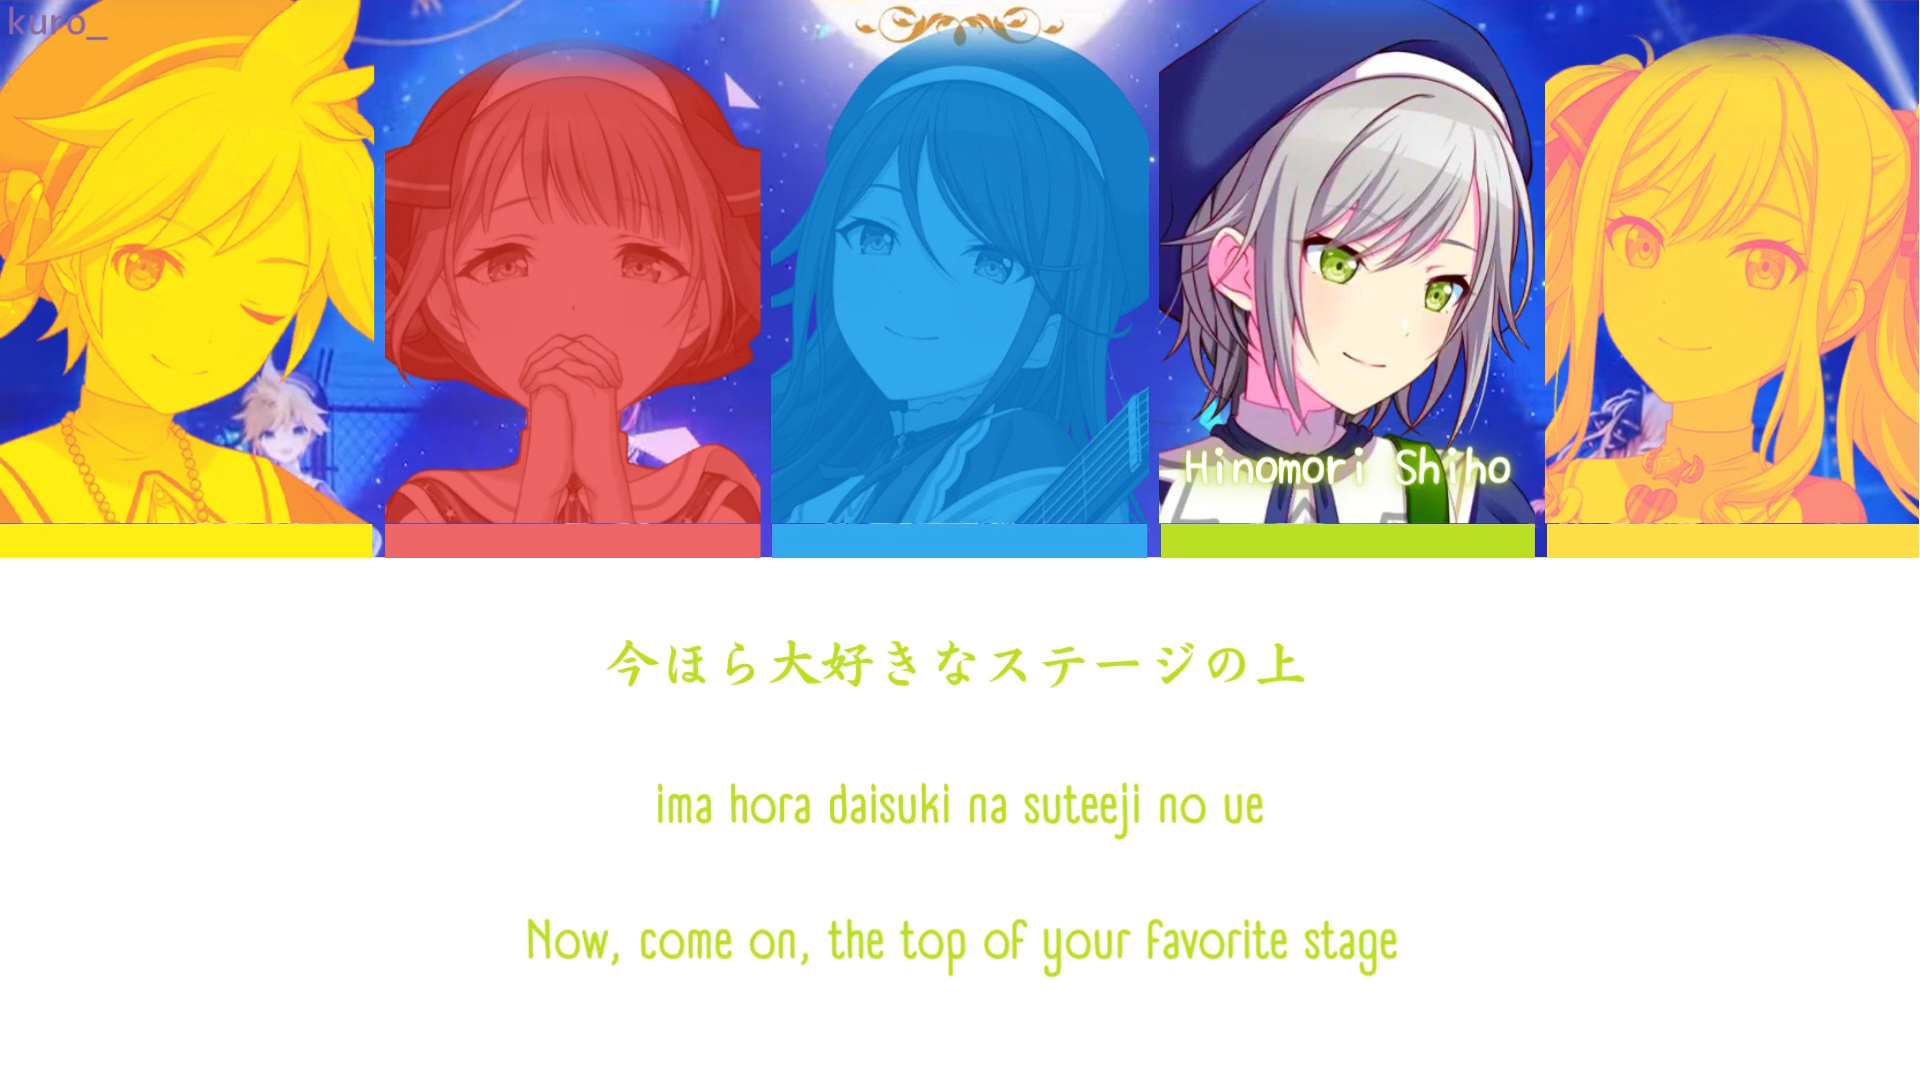 kuro_
Hinomori Shiho
今ほら大好きなステージの上
ima hora daisuki na suteeji no ue
Now, come on, the top of your favorite stage